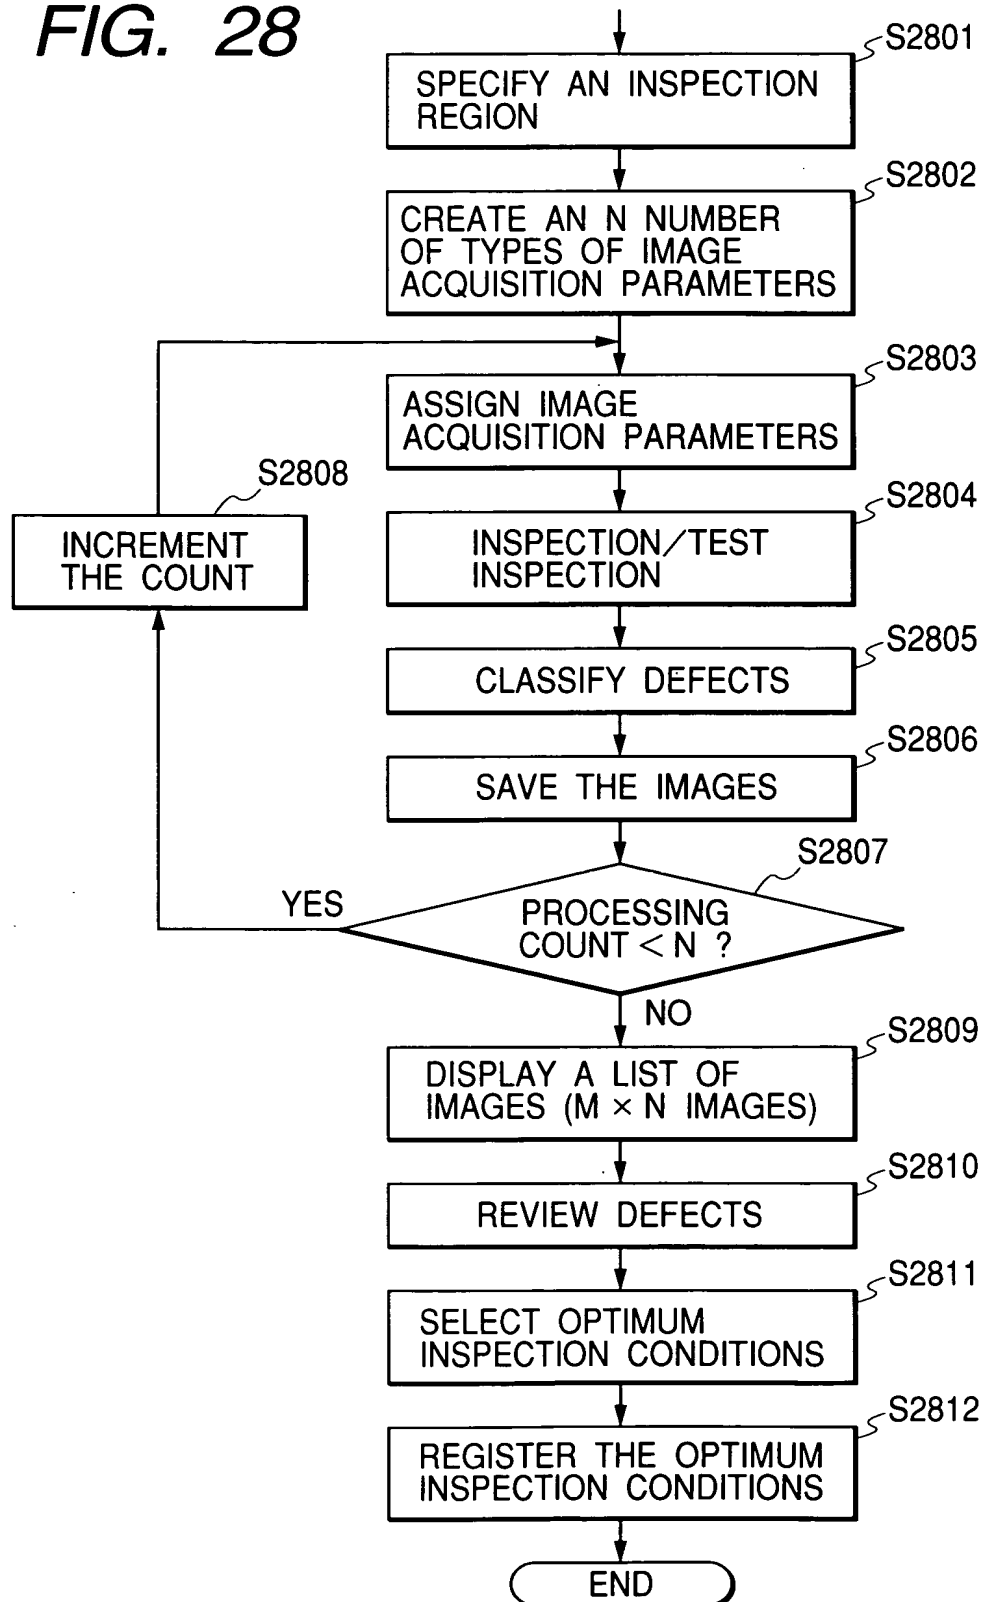 FIG. 28
S2801
SPECIFY AN INSPECTION
REGION
S2802
CREATE AN N NUMBER
OF TYPES OF IMAGE
ACQUISITION PARAMETERS
S2803
ASSIGN IMAGE
ACQUISITION PARAMETERS
S2808
INCREMENT
THE COUNT
S2804
INSPECTION/TEST
INSPECTION
S2805
CLASSIFY DEFECTS
S2806
SAVE THE IMAGES
S2807
YES
PROCESSING
COUNT < N ?
NO
S2809
DISPLAY A LIST OF
IMAGES (M × N IMAGES)
S2810
REVIEW DEFECTS
S2811
SELECT OPTIMUM
INSPECTION CONDITIONS
S2812
REGISTER THE OPTIMUM
INSPECTION CONDITIONS
END